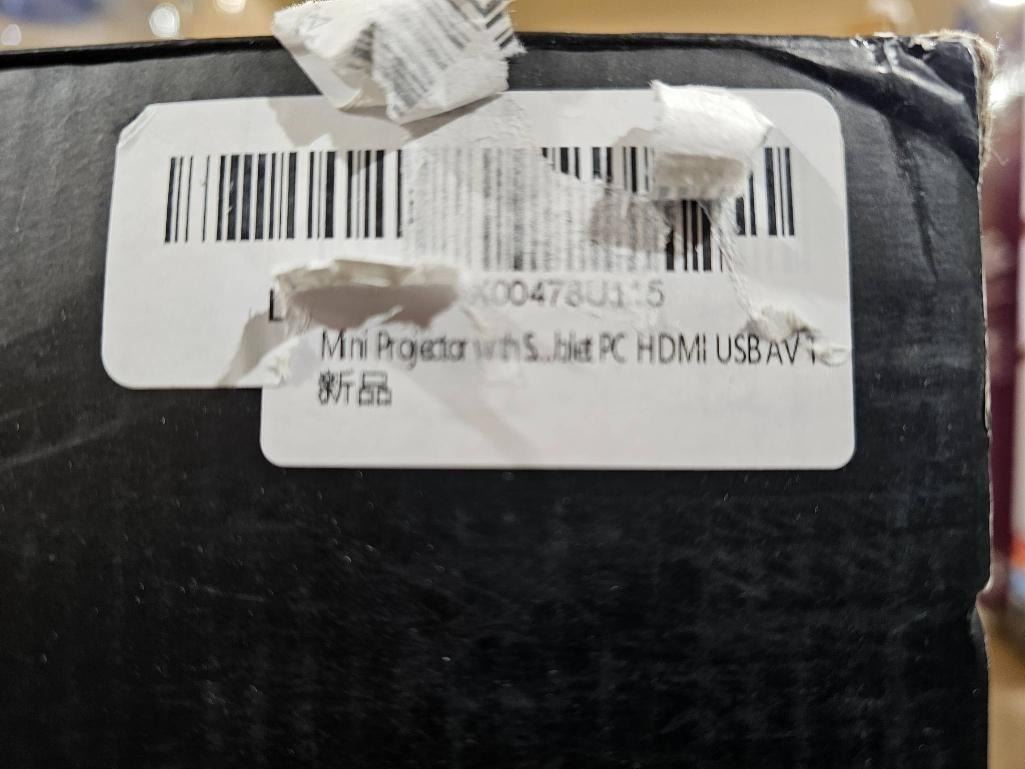 X00478U115
Mini Projector with S...blet PC HDMI USB AV T
新品